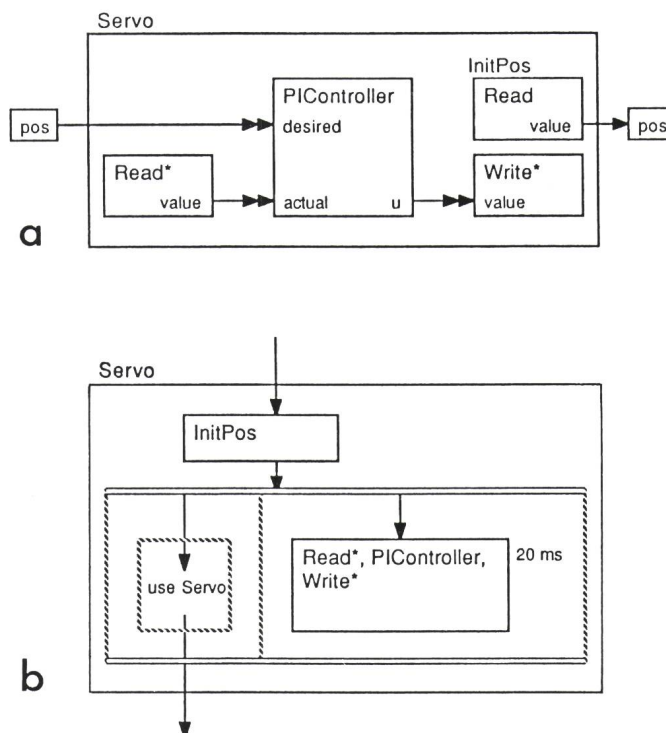 Servo
InitPos
PIController
Read
pos
desired
value
pos
Read*
Write*
value
actual
u
value
a
Servo
InitPos
Read*, PIController,
20 ms
use Servo
Write*
b